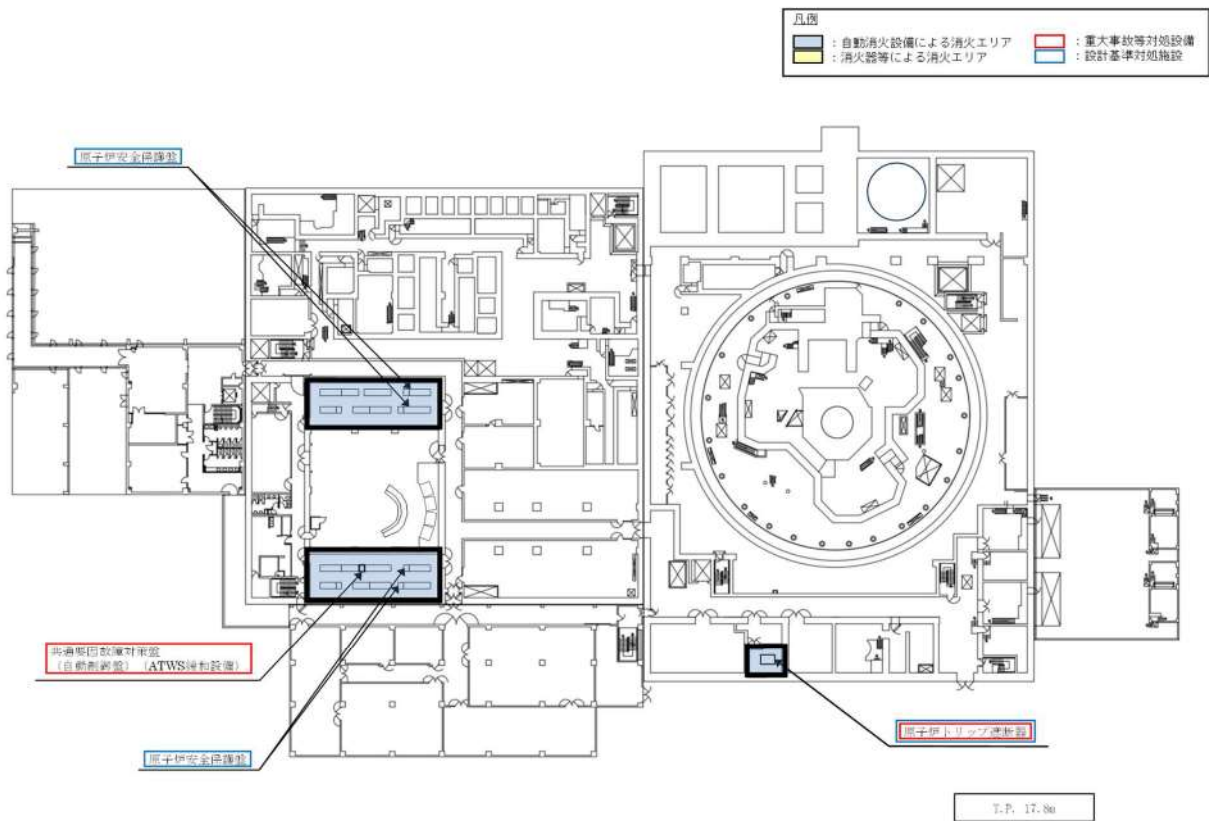 凡例
：自動消火設備による消火エリア
：消火器等による消火エリア
：重大事故等対処設備
：設計基準対処施設
原子炉安全保護盤
共通要因故障対策盤
（自動制御盤）（ATWS緩和設備）
原子炉安全保護盤
原子炉トリップ遮断器
T.P. 17.8m